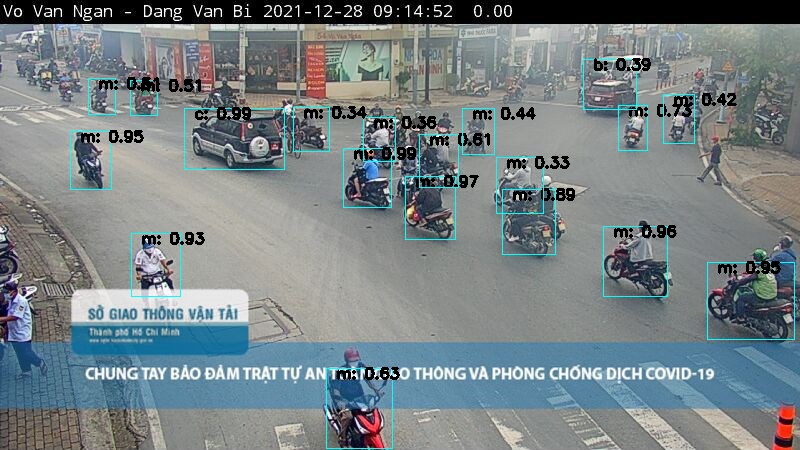 Vo Van Ngan - Dang Van Bi 2021-12-28 09:14:52 0.00
b: 0.39
m: 0.51
c: 0.99
m: 0.34
m: 0.36
m: 0.44
m: 0.73
m: 0.42
m: 0.95
m: 0.61
m: 0.99
m: 0.33
m: 0.97
m: 0.89
m: 0.93
m: 0.96
m: 0.95
SỞ GIAO THÔNG VẬN TẢI
Thành phố Hồ Chí Minh
CHUNG TAY BẢO ĐẢM TRẬT TỰ AN O THÔNG VÀ PHÒNG CHỐNG DỊCH COVID-19
m: 0.63